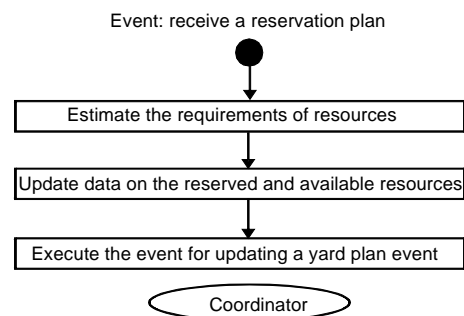 Event: receive a reservation plan
Estimate the requirements of resources
Update data on the reserved and available resources
Execute the event for updating a yard plan event
Coordinator